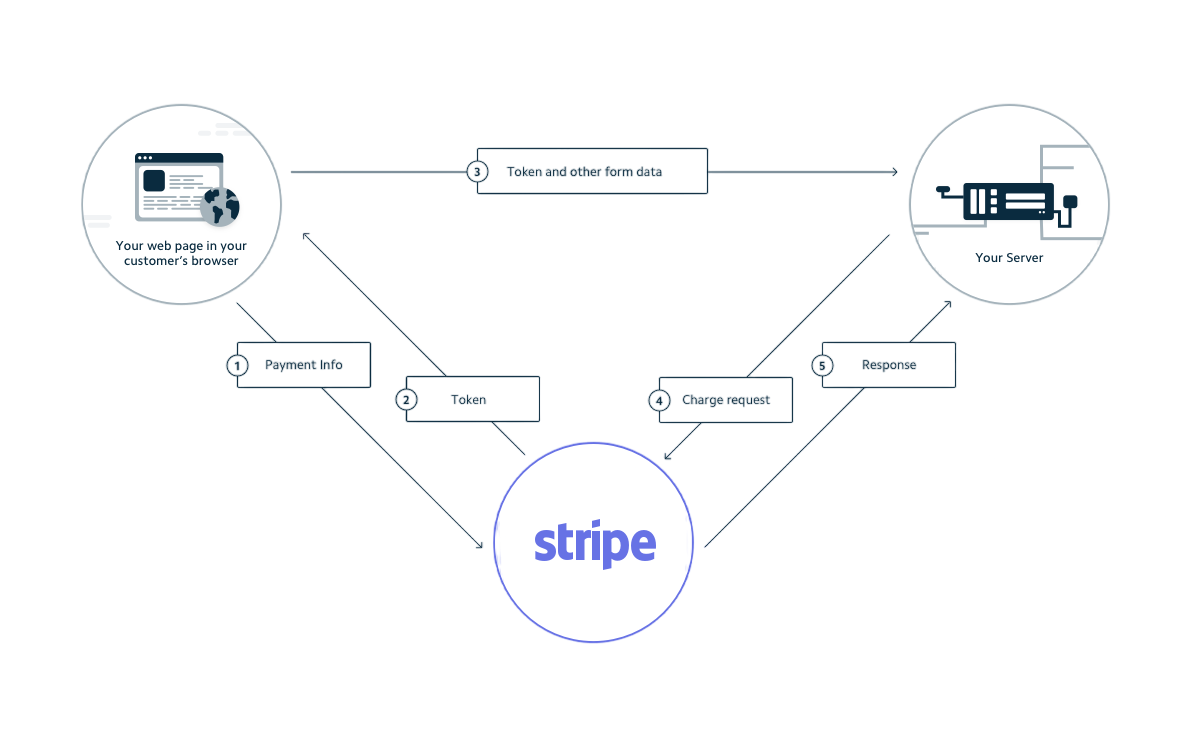 3
Token and other form data
Your web page in your
customer's browser
Your Server
1
Payment Info
5
Response
2
Token
4
Charge request
stripe